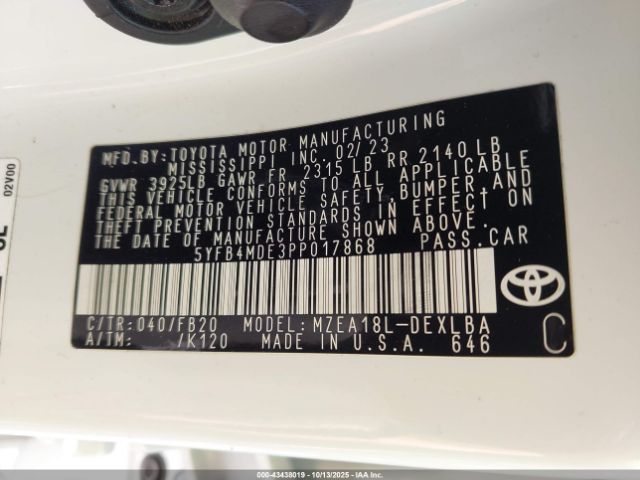 MFD.BY:TOYOTA MOTOR MANUFACTURING
MISSISSIPPI INC. 02/23
GVWR 3925LB GAWR FR 2315 LB RR 2140 LB
THIS VEHICLE CONFORMS TO ALL APPLICABLE
FEDERAL MOTOR VEHICLE SAFETY, BUMPER, AND
THEFT PREVENTION STANDARDS IN EFFECT ON
THE DATE OF MANUFACTURE SHOWN ABOVE.
5YFB4MDE3PP017868 PASS.CAR
C/TR:040/FB20 MODEL:MZEA18L-DEXLBA
A/TM: /K120 MADE IN U.S.A. 646
C
02V00
000-43438019 - 10/13/2025 - IAA Inc.